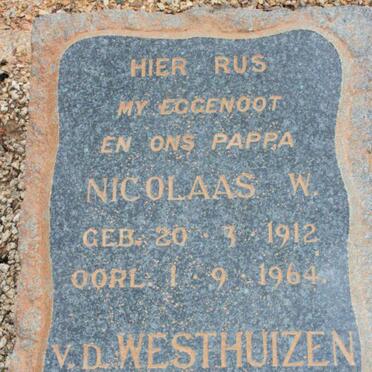 HIER RUS
MY EGGENOOT
EN ONS PAPPA
NICOLAAS W.
GEB. 20 · 3 · 1912
OORL. 1 · 9 · 1964.
V.D. WESTHUIZEN